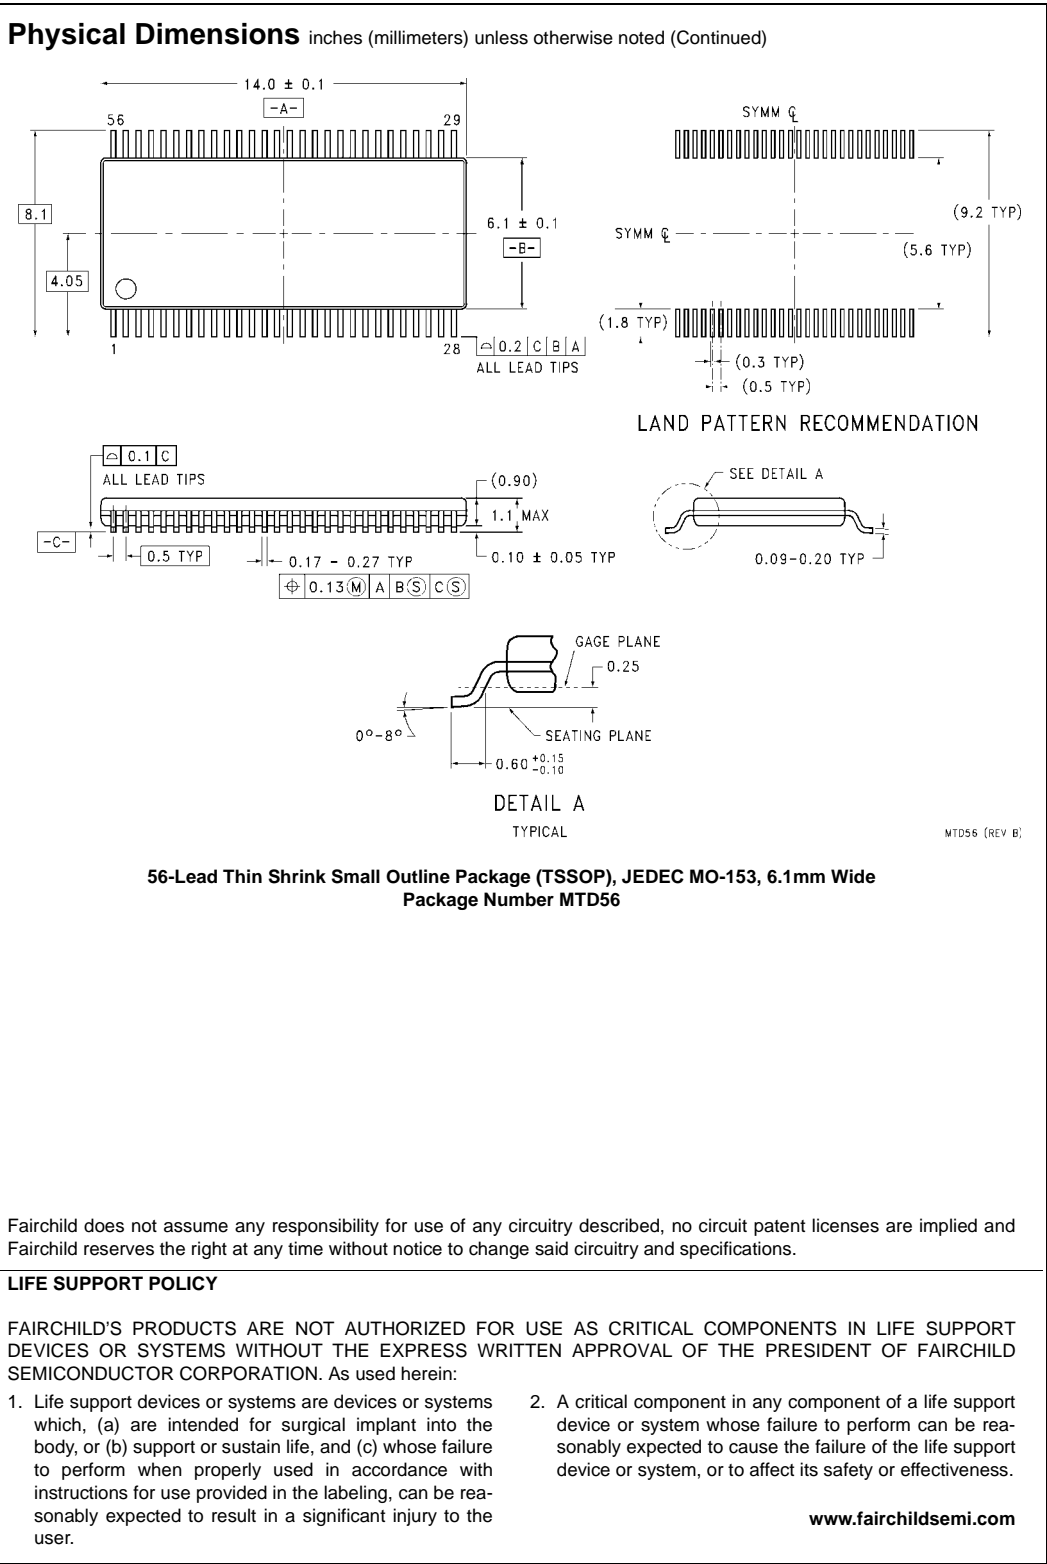 Physical Dimensions inches (millimeters) unless otherwise noted (Continued)
14.0 ± 0.1
-A-
56
29
8.1
4.05
6.1 ± 0.1
-B-
1
28
⌓ 0.2 C B A
ALL LEAD TIPS
SYMM ℄
SYMM ℄
(9.2 TYP)
(5.6 TYP)
(1.8 TYP)
(0.3 TYP)
(0.5 TYP)
LAND PATTERN RECOMMENDATION
⌓ 0.1 C
ALL LEAD TIPS
(0.90)
1.1 MAX
-C-
0.5 TYP
0.17 - 0.27 TYP
0.10 ± 0.05 TYP
⌖ 0.13 Ⓜ A B Ⓢ C Ⓢ
SEE DETAIL A
0.09-0.20 TYP
GAGE PLANE
0.25
0°-8°
SEATING PLANE
0.60 +0.15 -0.10
DETAIL A
TYPICAL
MTD56 (REV B)
56-Lead Thin Shrink Small Outline Package (TSSOP), JEDEC MO-153, 6.1mm Wide
Package Number MTD56
Fairchild does not assume any responsibility for use of any circuitry described, no circuit patent licenses are implied and
Fairchild reserves the right at any time without notice to change said circuitry and specifications.
LIFE SUPPORT POLICY
FAIRCHILD'S PRODUCTS ARE NOT AUTHORIZED FOR USE AS CRITICAL COMPONENTS IN LIFE SUPPORT
DEVICES OR SYSTEMS WITHOUT THE EXPRESS WRITTEN APPROVAL OF THE PRESIDENT OF FAIRCHILD
SEMICONDUCTOR CORPORATION. As used herein:
1. Life support devices or systems are devices or systems
which, (a) are intended for surgical implant into the
body, or (b) support or sustain life, and (c) whose failure
to perform when properly used in accordance with
instructions for use provided in the labeling, can be rea-
sonably expected to result in a significant injury to the
user.
2. A critical component in any component of a life support
device or system whose failure to perform can be rea-
sonably expected to cause the failure of the life support
device or system, or to affect its safety or effectiveness.
www.fairchildsemi.com